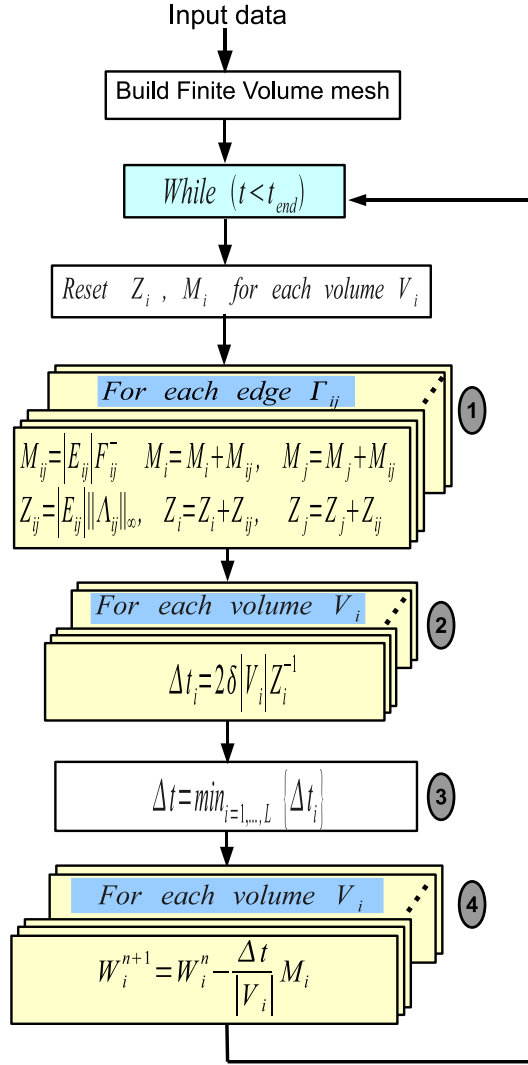 Input data
Build Finite Volume mesh
While (t<t_end)
Reset Z_i , M_i for each volume V_i
For each edge Γ_ij
1
M_ij=|E_ij|F_ij^- M_i=M_i+M_ij, M_j=M_j+M_ij
Z_ij=|E_ij|‖Λ_ij‖_∞, Z_i=Z_i+Z_ij, Z_j=Z_j+Z_ij
For each volume V_i
2
Δt_i=2δ|V_i|Z_i^-1
Δt=min_i=1,...,L {Δt_i}
3
For each volume V_i
4
W_i^n+1=W_i^n-Δt/|V_i| M_i